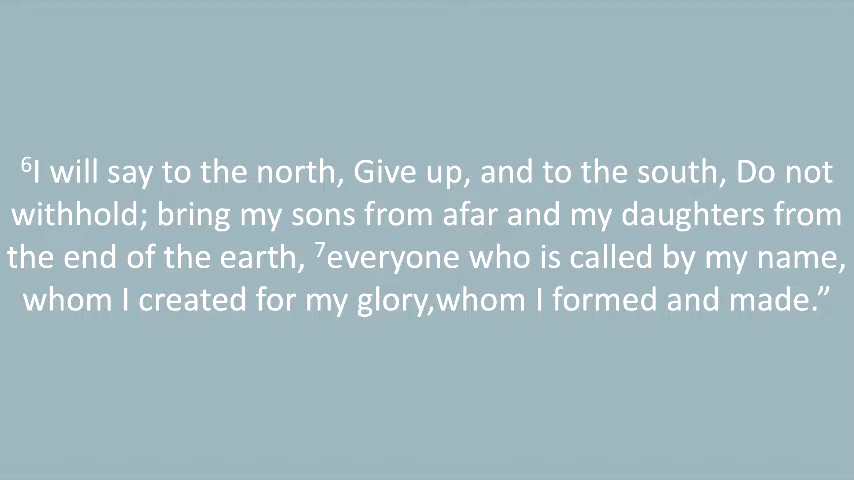 ⁶I will say to the north, Give up, and to the south, Do not
withhold; bring my sons from afar and my daughters from
the end of the earth, ⁷everyone who is called by my name,
whom I created for my glory,whom I formed and made.”